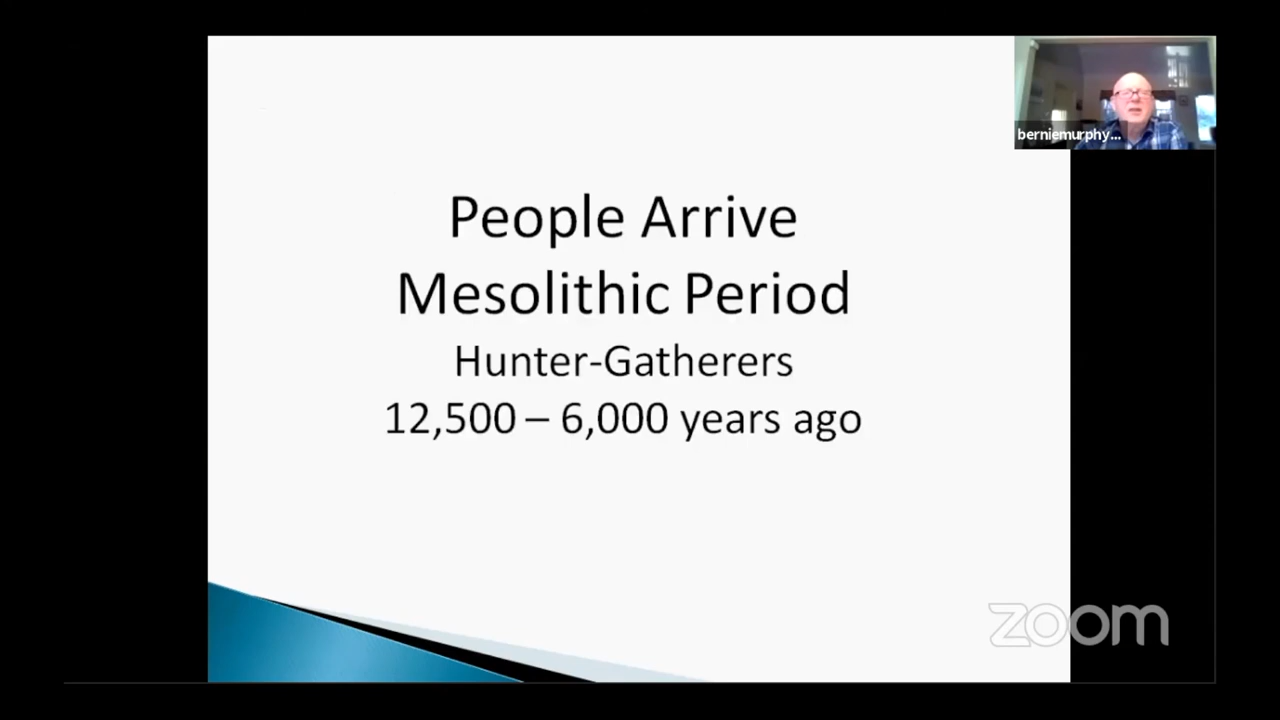 berniemurphy...
People Arrive
Mesolithic Period
Hunter-Gatherers
12,500 – 6,000 years ago
zoom